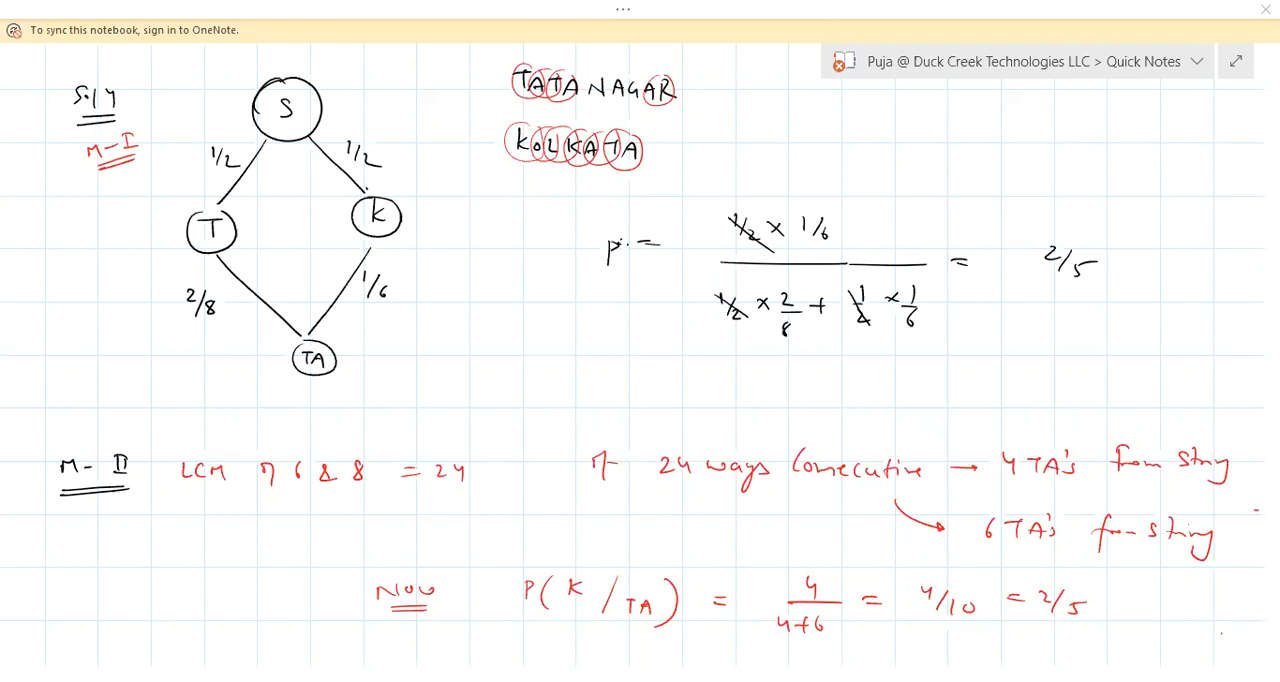 To sync this notebook, sign in to OneNote.
Puja @ Duck Creek Technologies LLC > Quick Notes
S.14
M-I
S
1/2
1/2
T
K
2/8
1/6
TA
TATANAGAR
KOLKATA
p. = 1/2 × 1/6 / 1/2 × 2/8 + 1/2 × 1/6 = 2/5
M-II LCM of 6 & 8 = 24
If 24 ways consecutive → 4 TA's from string
6 TA's from string
Now P(K/TA) = 4/4+6 = 4/10 = 2/5